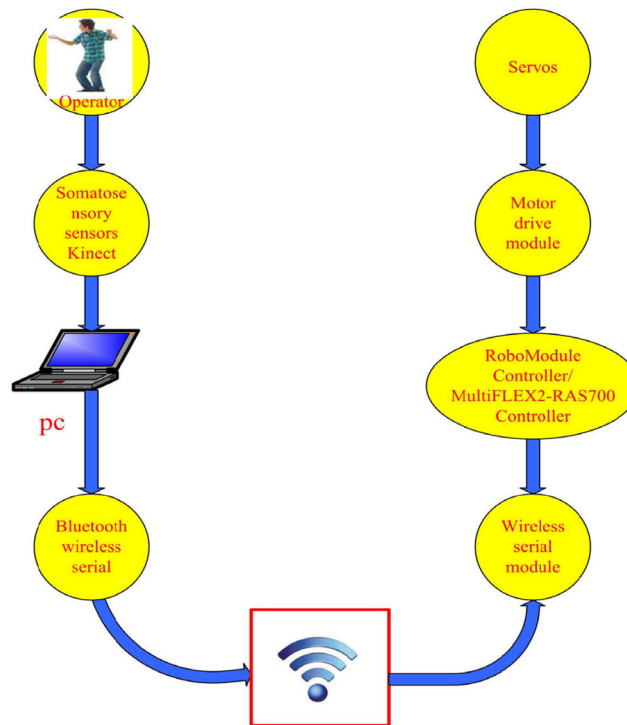 Operator
Somatose
nsory
sensors
Kinect
pc
Bluetooth
wireless
serial
Servos
Motor
drive
module
RoboModule
Controller/
MultiFLEX2-RAS700
Controller
Wireless
serial
module